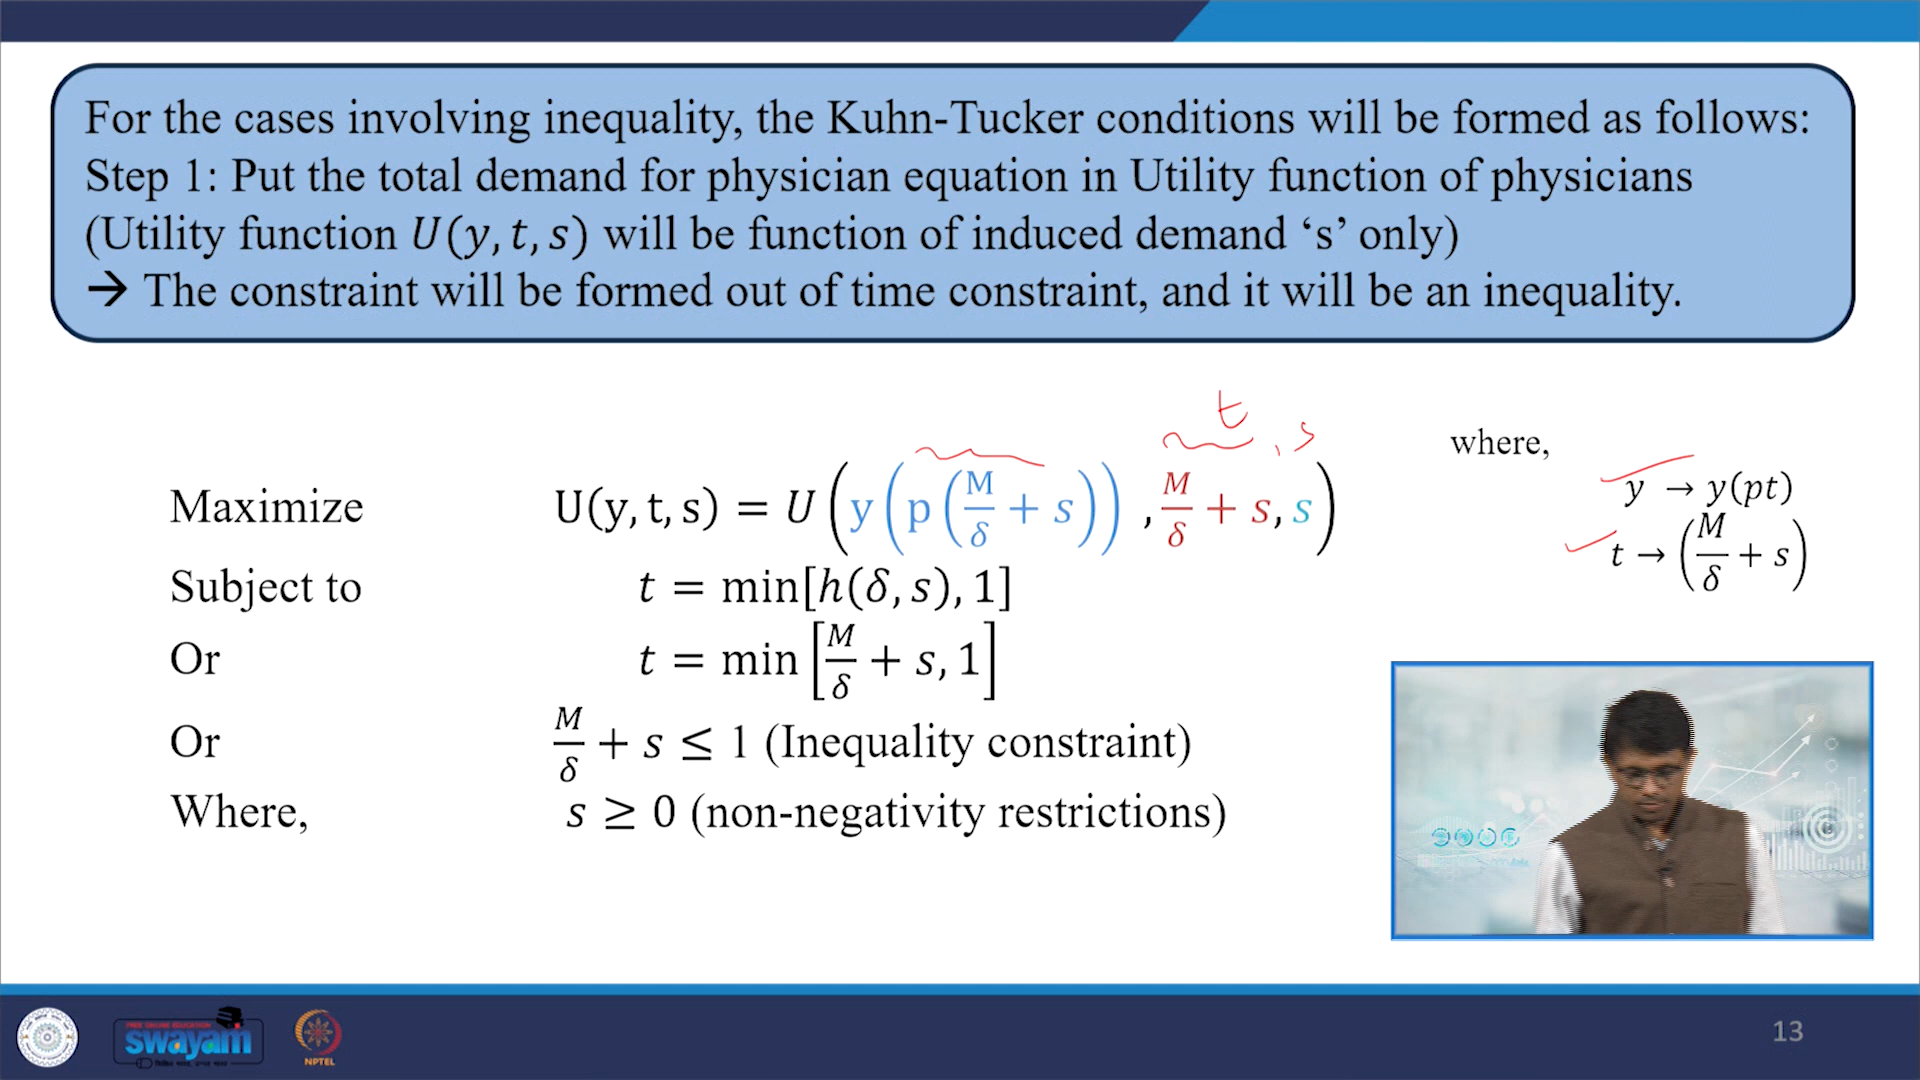 For the cases involving inequality, the Kuhn-Tucker conditions will be formed as follows:
Step 1: Put the total demand for physician equation in Utility function of physicians
(Utility function U(y, t, s) will be function of induced demand ‘s’ only)
→ The constraint will be formed out of time constraint, and it will be an inequality.
t , s
where,
Maximize U(y, t, s) = U(y(p(M/δ + s)), M/δ + s, s)
y → y(pt)
t → (M/δ + s)
Subject to t = min[h(δ, s), 1]
Or t = min[M/δ + s, 1]
Or M/δ + s ≤ 1 (Inequality constraint)
Where, s ≥ 0 (non-negativity restrictions)
FREE ONLINE EDUCATION
swayam
NPTEL
13